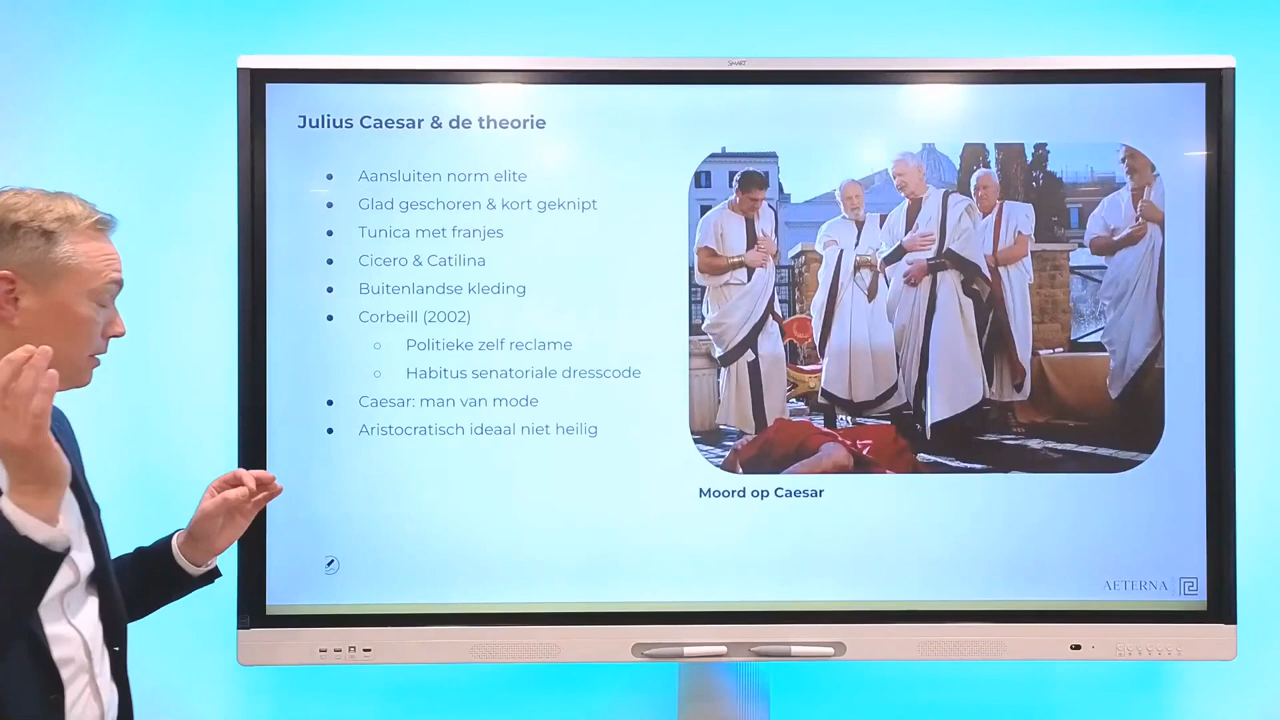 SMART
Julius Caesar & de theorie
Aansluiten norm elite
Glad geschoren & kort geknipt
Tunica met franjes
Cicero & Catilina
Buitenlandse kleding
Corbeill (2002)
Politieke zelf reclame
Habitus senatoriale dresscode
Caesar: man van mode
Aristocratisch ideaal niet heilig
Moord op Caesar
AETERNA